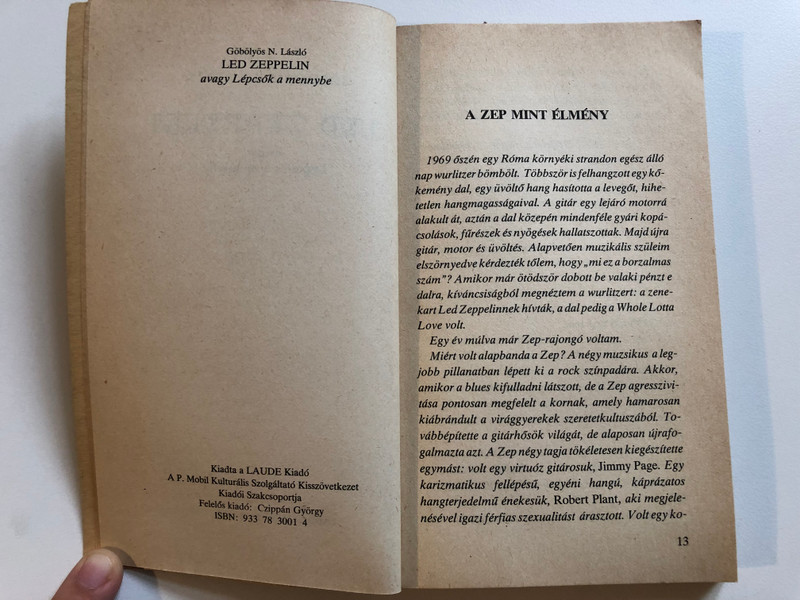 Göbölyös N. László
LED ZEPPELIN
avagy Lépcsők a mennybe
Kiadta a LAUDE Kiadó
A P. Mobil Kulturális Szolgáltató Kisszövetkezet
Kiadói Szakcsoportja
Felelős kiadó: Czippán György
ISBN: 933 78 3001 4
A ZEP MINT ÉLMÉNY
1969 őszén egy Róma környéki strandon egész álló
nap wurlitzer bömbölt. Többször is felhangzott egy kő-
kemény dal, egy üvöltő hang hasította a levegőt, hihe-
tetlen hangmagasságaival. A gitár egy lejáró motorrá
alakult át, aztán a dal közepén mindenféle gyári kopá-
csolások, fűrészek és nyögések hallatszottak. Majd újra
gitár, motor és üvöltés. Alapvetően muzikális szüleim
elszörnyedve kérdezték tőlem, hogy „mi ez a borzalmas
szám"? Amikor már ötödször dobott be valaki pénzt e
dalra, kíváncsiságból megnéztem a wurlitzert: a zene-
kart Led Zeppelinnek hívták, a dal pedig a Whole Lotta
Love volt.
Egy év múlva már Zep-rajongó voltam.
Miért volt alapbanda a Zep? A négy muzsikus a leg-
jobb pillanatban lépett ki a rock színpadára. Akkor,
amikor a blues kifulladni látszott, de a Zep agresszivi-
tása pontosan megfelelt a kornak, amely hamarosan
kiábrándult a virággyerekek szeretetkultuszából. To-
vábbépítette a gitárhősök világát, de alaposan újrafo-
galmazta azt. A Zep négy tagja tökéletesen kiegészítette
egymást: volt egy virtuóz gitárosuk, Jimmy Page. Egy
karizmatikus fellépésű, egyéni hangú, káprázatos
hangterjedelmű énekesük, Robert Plant, aki megjele-
nésével igazi férfias szexualitást árasztott. Volt egy ko-
13